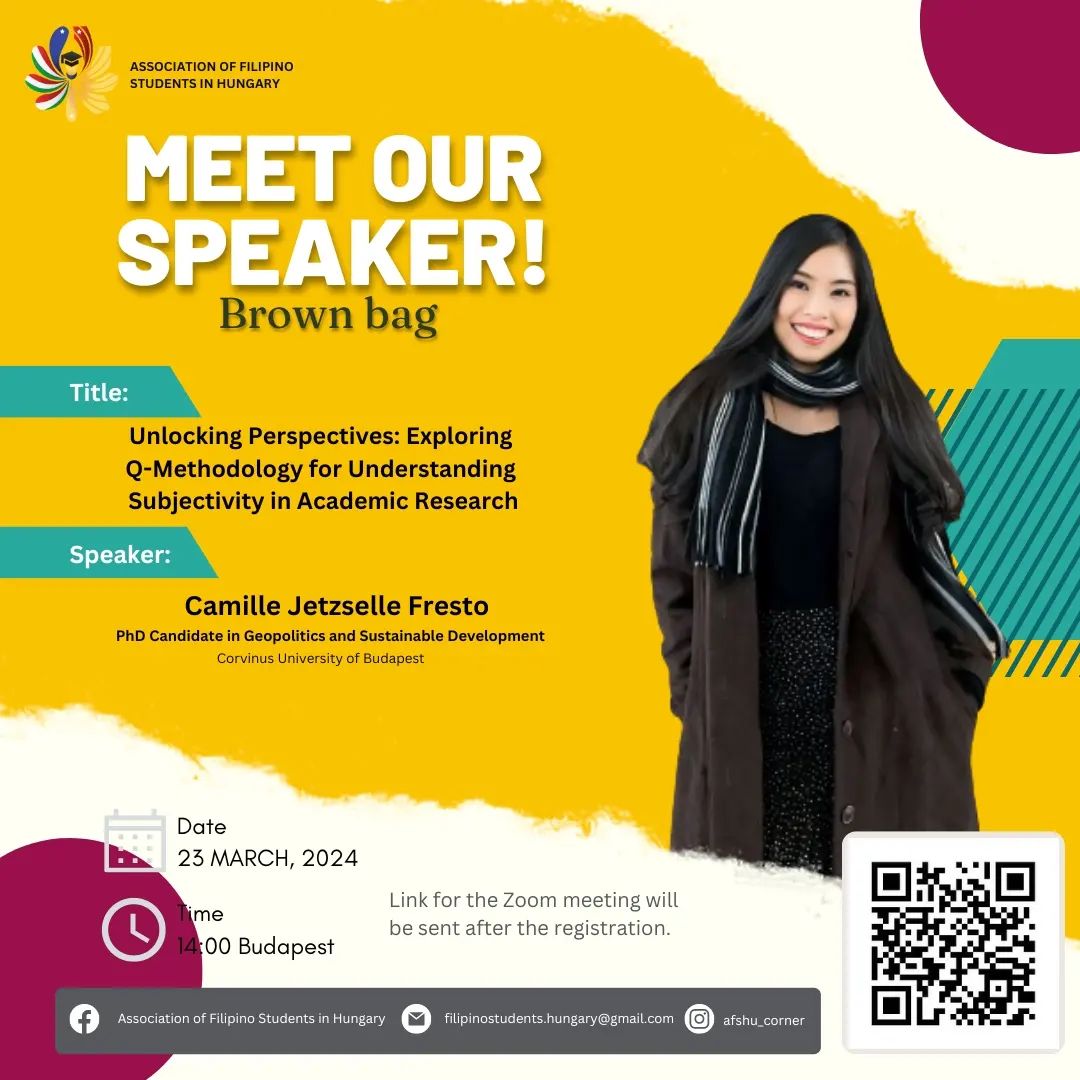 ASSOCIATION OF FILIPINO
STUDENTS IN HUNGARY
MEET OUR
SPEAKER!
Brown bag
Title:
Unlocking Perspectives: Exploring
Q-Methodology for Understanding
Subjectivity in Academic Research
Speaker:
Camille Jetzselle Fresto
PhD Candidate in Geopolitics and Sustainable Development
Corvinus University of Budapest
Date
23 MARCH, 2024
Time
14:00 Budapest
Link for the Zoom meeting will
be sent after the registration.
Association of Filipino Students in Hungary
filipinostudents.hungary@gmail.com
afshu_corner